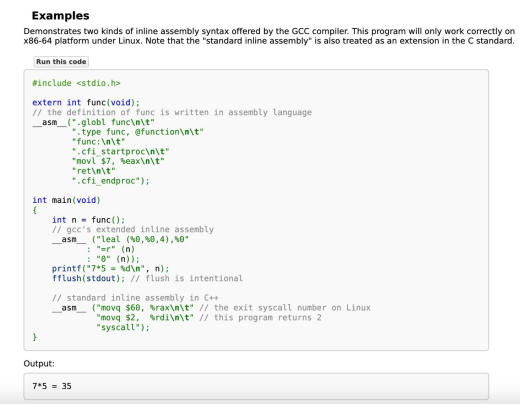 Examples
Demonstrates two kinds of inline assembly syntax offered by the GCC compiler. This program will only work correctly on
x86-64 platform under Linux. Note that the "standard inline assembly" is also treated as an extension in the C standard.
Run this code
#include <stdio.h>

extern int func(void);
// the definition of func is written in assembly language
__asm__(".globl func\n\t"
        ".type func, @function\n\t"
        "func:\n\t"
        ".cfi_startproc\n\t"
        "movl $7, %eax\n\t"
        "ret\n\t"
        ".cfi_endproc");

int main(void)
{
    int n = func();
    // gcc's extended inline assembly
    __asm__ ("leal (%0,%0,4),%0"
           : "=r" (n)
           : "0" (n));
    printf("7*5 = %d\n", n);
    fflush(stdout); // flush is intentional

    // standard inline assembly in C++
    __asm__ ("movq $60, %rax\n\t" // the exit syscall number on Linux
             "movq $2,  %rdi\n\t" // this program returns 2
             "syscall");
}
Output:
7*5 = 35